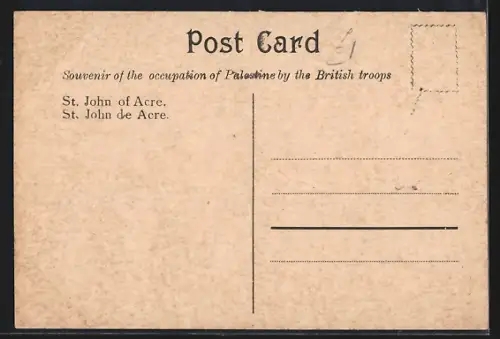 Post Card
Souvenir of the occupation of Palestine by the British troops
St. John of Acre.
St. John de Acre.